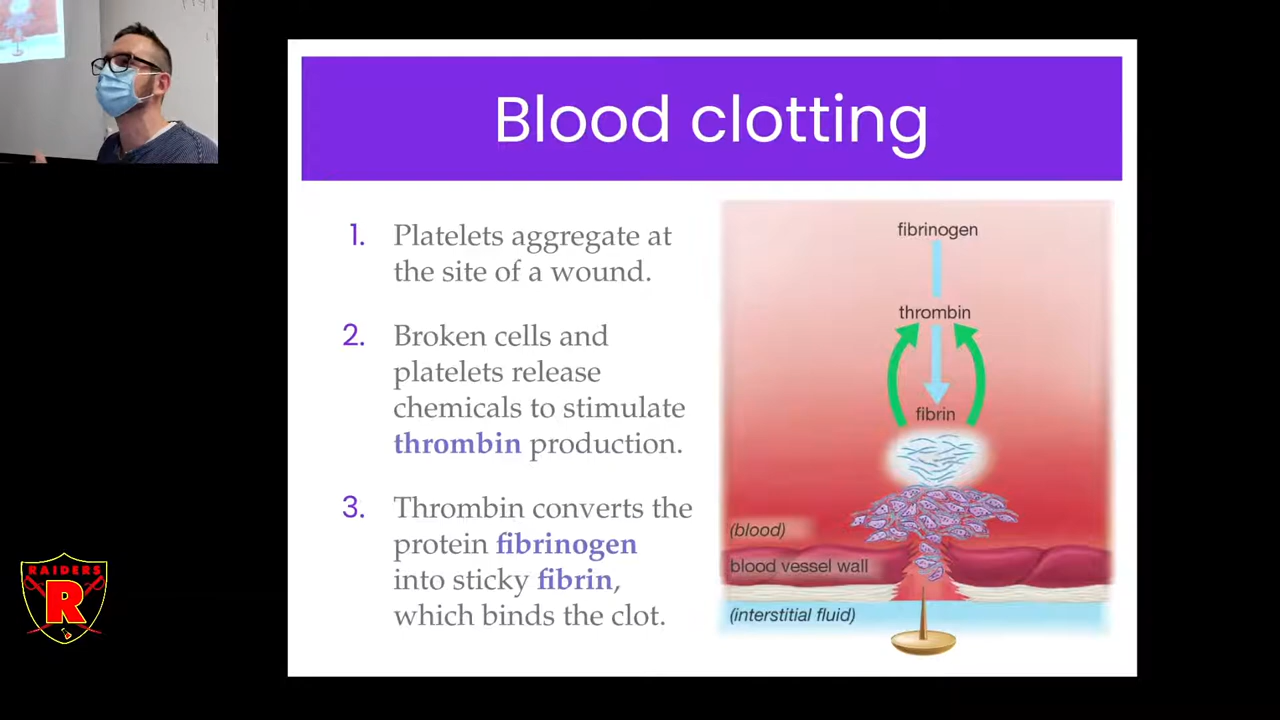 Blood clotting
1. Platelets aggregate at
the site of a wound.
2. Broken cells and
platelets release
chemicals to stimulate
thrombin production.
3. Thrombin converts the
protein fibrinogen
into sticky fibrin,
which binds the clot.
fibrinogen
thrombin
fibrin
(blood)
blood vessel wall
(interstitial fluid)
RAIDERS
R